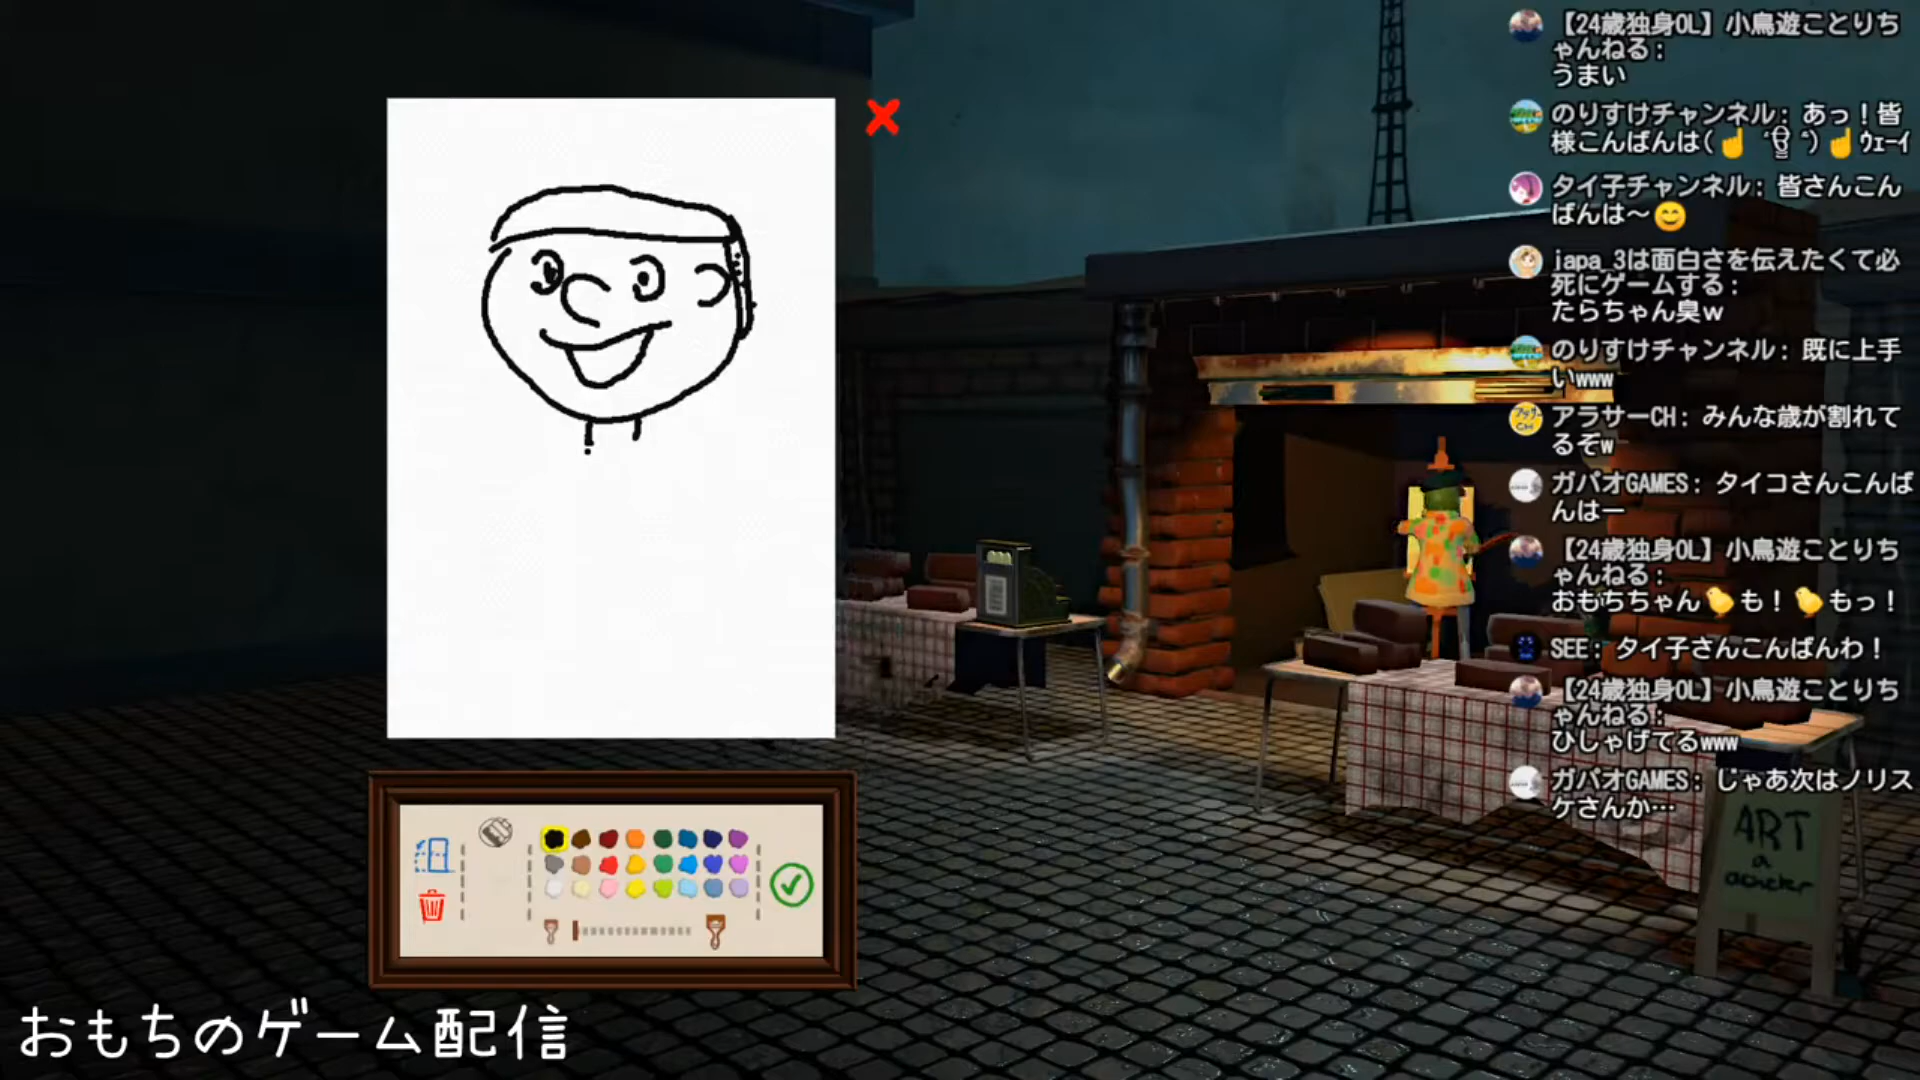 【24歳独身OL】小鳥遊ことりち
ゃんねる:
うまい
のりすけチャンネル: あっ！皆
様こんばんは(☝ )☝ｳｪｰｲ
タイ子チャンネル: 皆さんこん
ばんは～😊
japa_3は面白さを伝えたくて必
死にゲームする:
たらちゃん臭w
のりすけチャンネル: 既に上手
いwww
アラサーCH: みんな歳が割れて
るぞw
ガパオGAMES: タイコさんこんば
んはー
【24歳独身OL】小鳥遊ことりち
ゃんねる:
おもちちゃん🐤も！🐤もっ！
SEE: タイ子さんこんばんわ！
【24歳独身OL】小鳥遊ことりち
ゃんねる:
ひしゃげてるwww
ガパオGAMES: じゃあ次はノリス
ケさんか…
ART
a
acheter
おもちのゲーム配信